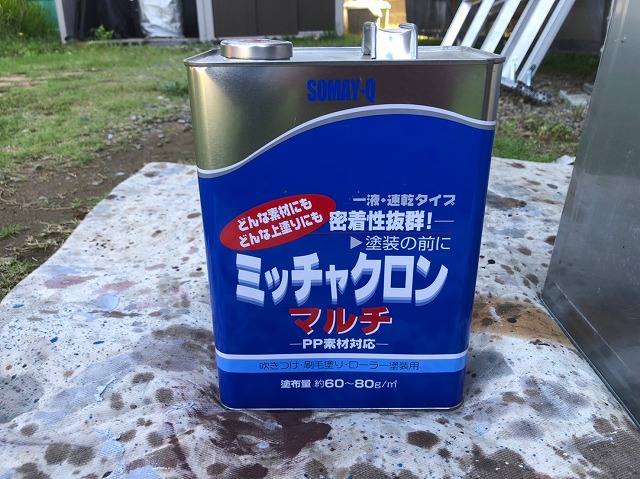 SOMAY-Q
一液・速乾タイプ
どんな素材にも
どんな上塗りにも
密着性抜群!
▶塗装の前に
ミッチャクロン
マルチ
PP素材対応
吹きつけ・刷毛塗り・ローラー塗装用
塗布量 約60〜80g/㎡